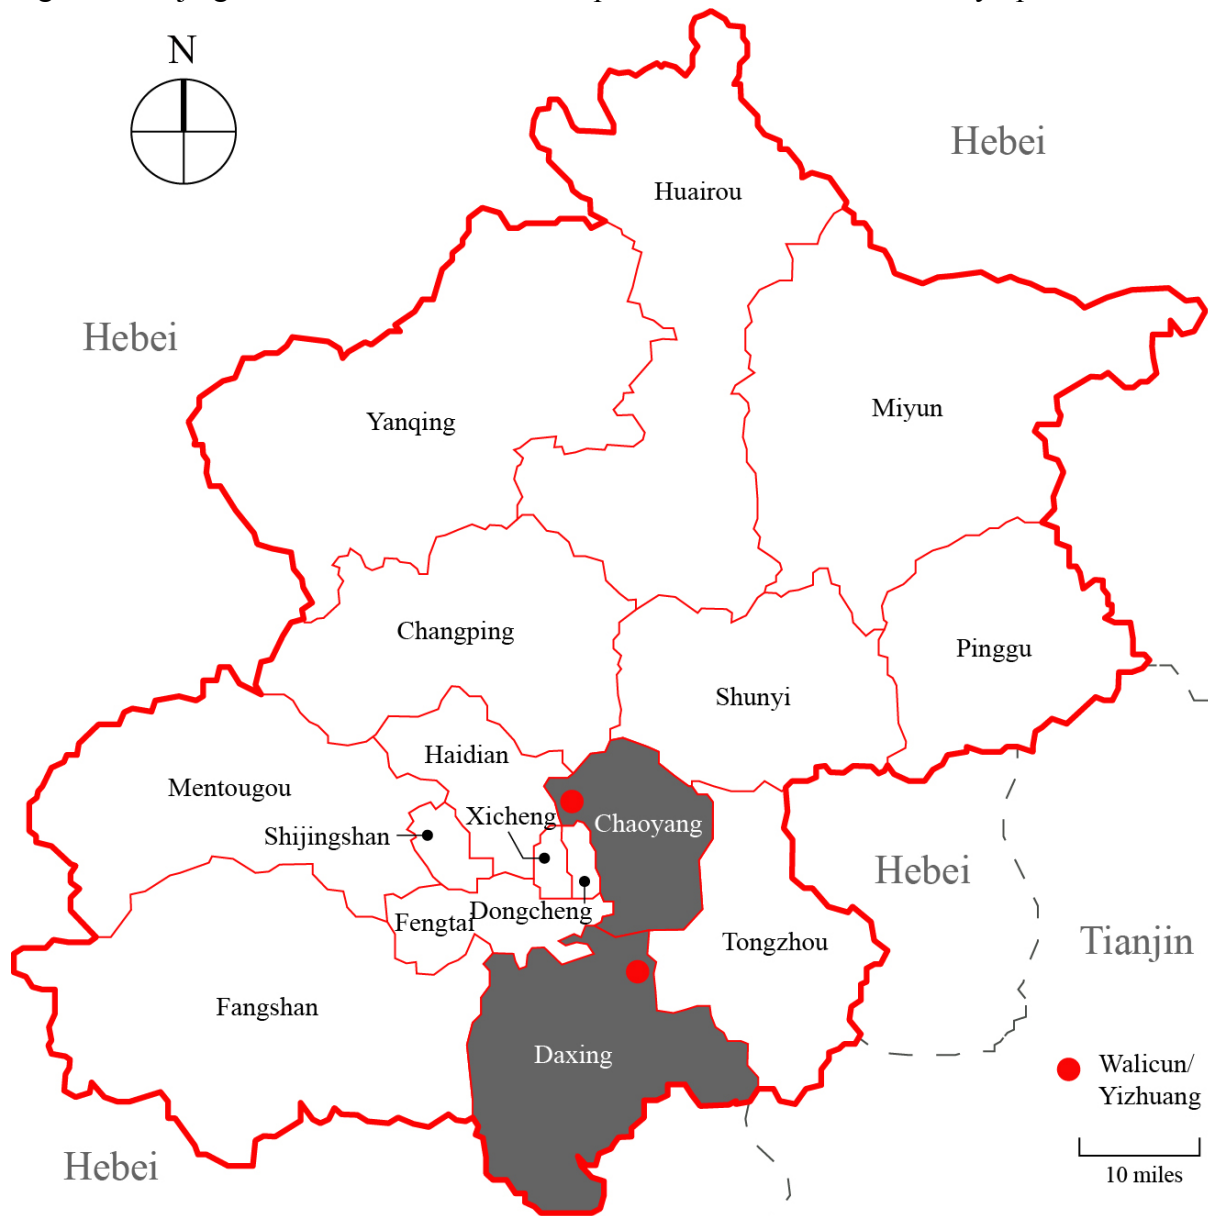 N
Hebei
Huairou
Hebei
Yanqing
Miyun
Changping
Pinggu
Shunyi
Haidian
Mentougou
Xicheng
Chaoyang
Shijingshan
Hebei
Dongcheng
Fengtai
Tongzhou
Tianjin
Fangshan
Daxing
Walicun/
Yizhuang
Hebei
10 miles